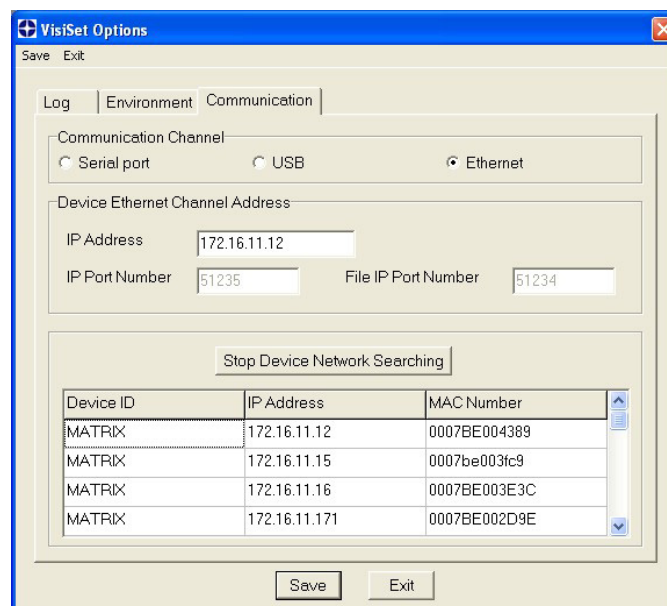 VisiSet Options
Save Exit
Log Environment Communication
Communication Channel
Serial port USB Ethernet
Device Ethernet Channel Address
IP Address 172.16.11.12
IP Port Number 51235 File IP Port Number 51234
Stop Device Network Searching
Device ID IP Address MAC Number
MATRIX 172.16.11.12 0007BE004389
MATRIX 172.16.11.15 0007be003fc9
MATRIX 172.16.11.16 0007BE003E3C
MATRIX 172.16.11.171 0007BE002D9E
Save Exit